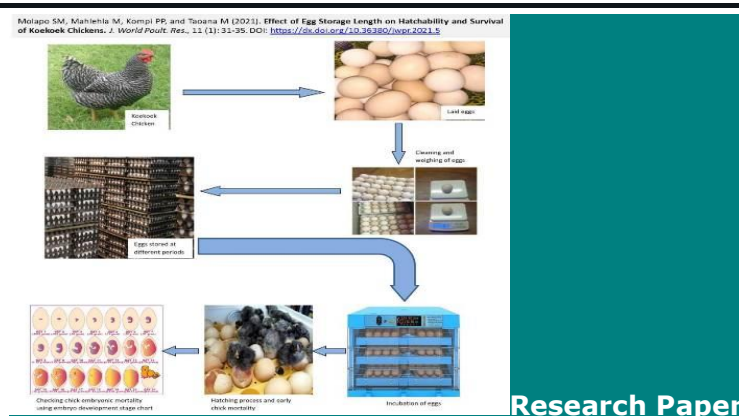 Molapo SM, Mahlehla M, Kompi PP, and Taoana M (2021). Effect of Egg Storage Length on Hatchability and Survival
of Koekoek Chickens. J. World Poult. Res., 11 (1): 31-35. DOI: https://dx.doi.org/10.36380/jwpr.2021.5
Koekoek
Chicken
Laid eggs
Cleaning and
weighing of eggs
Eggs stored at
different periods
Checking chick embryonic mortality
using embryo development stage chart
Hatching process and early
chick mortality
Incubation of eggs
Research Paper